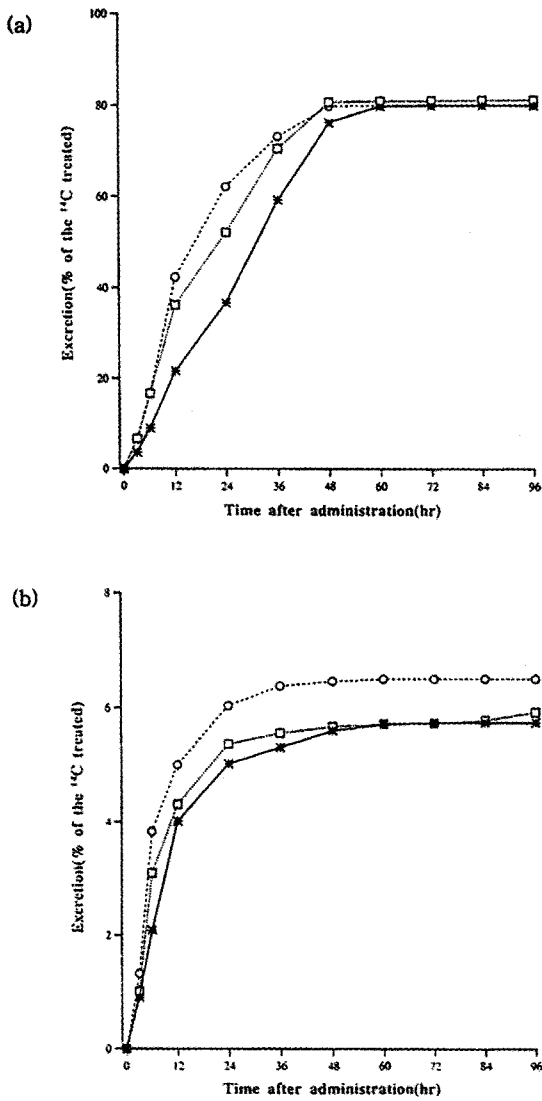 (a)
100
80
60
40
20
0
Excretion(% of the ¹⁴C treated)
0 12 24 36 48 60 72 84 96
Time after administration(hr)
(b)
8
6
4
2
0
Excretion(% of the ¹⁴C treated)
0 12 24 36 48 60 72 84 96
Time after administration(hr)